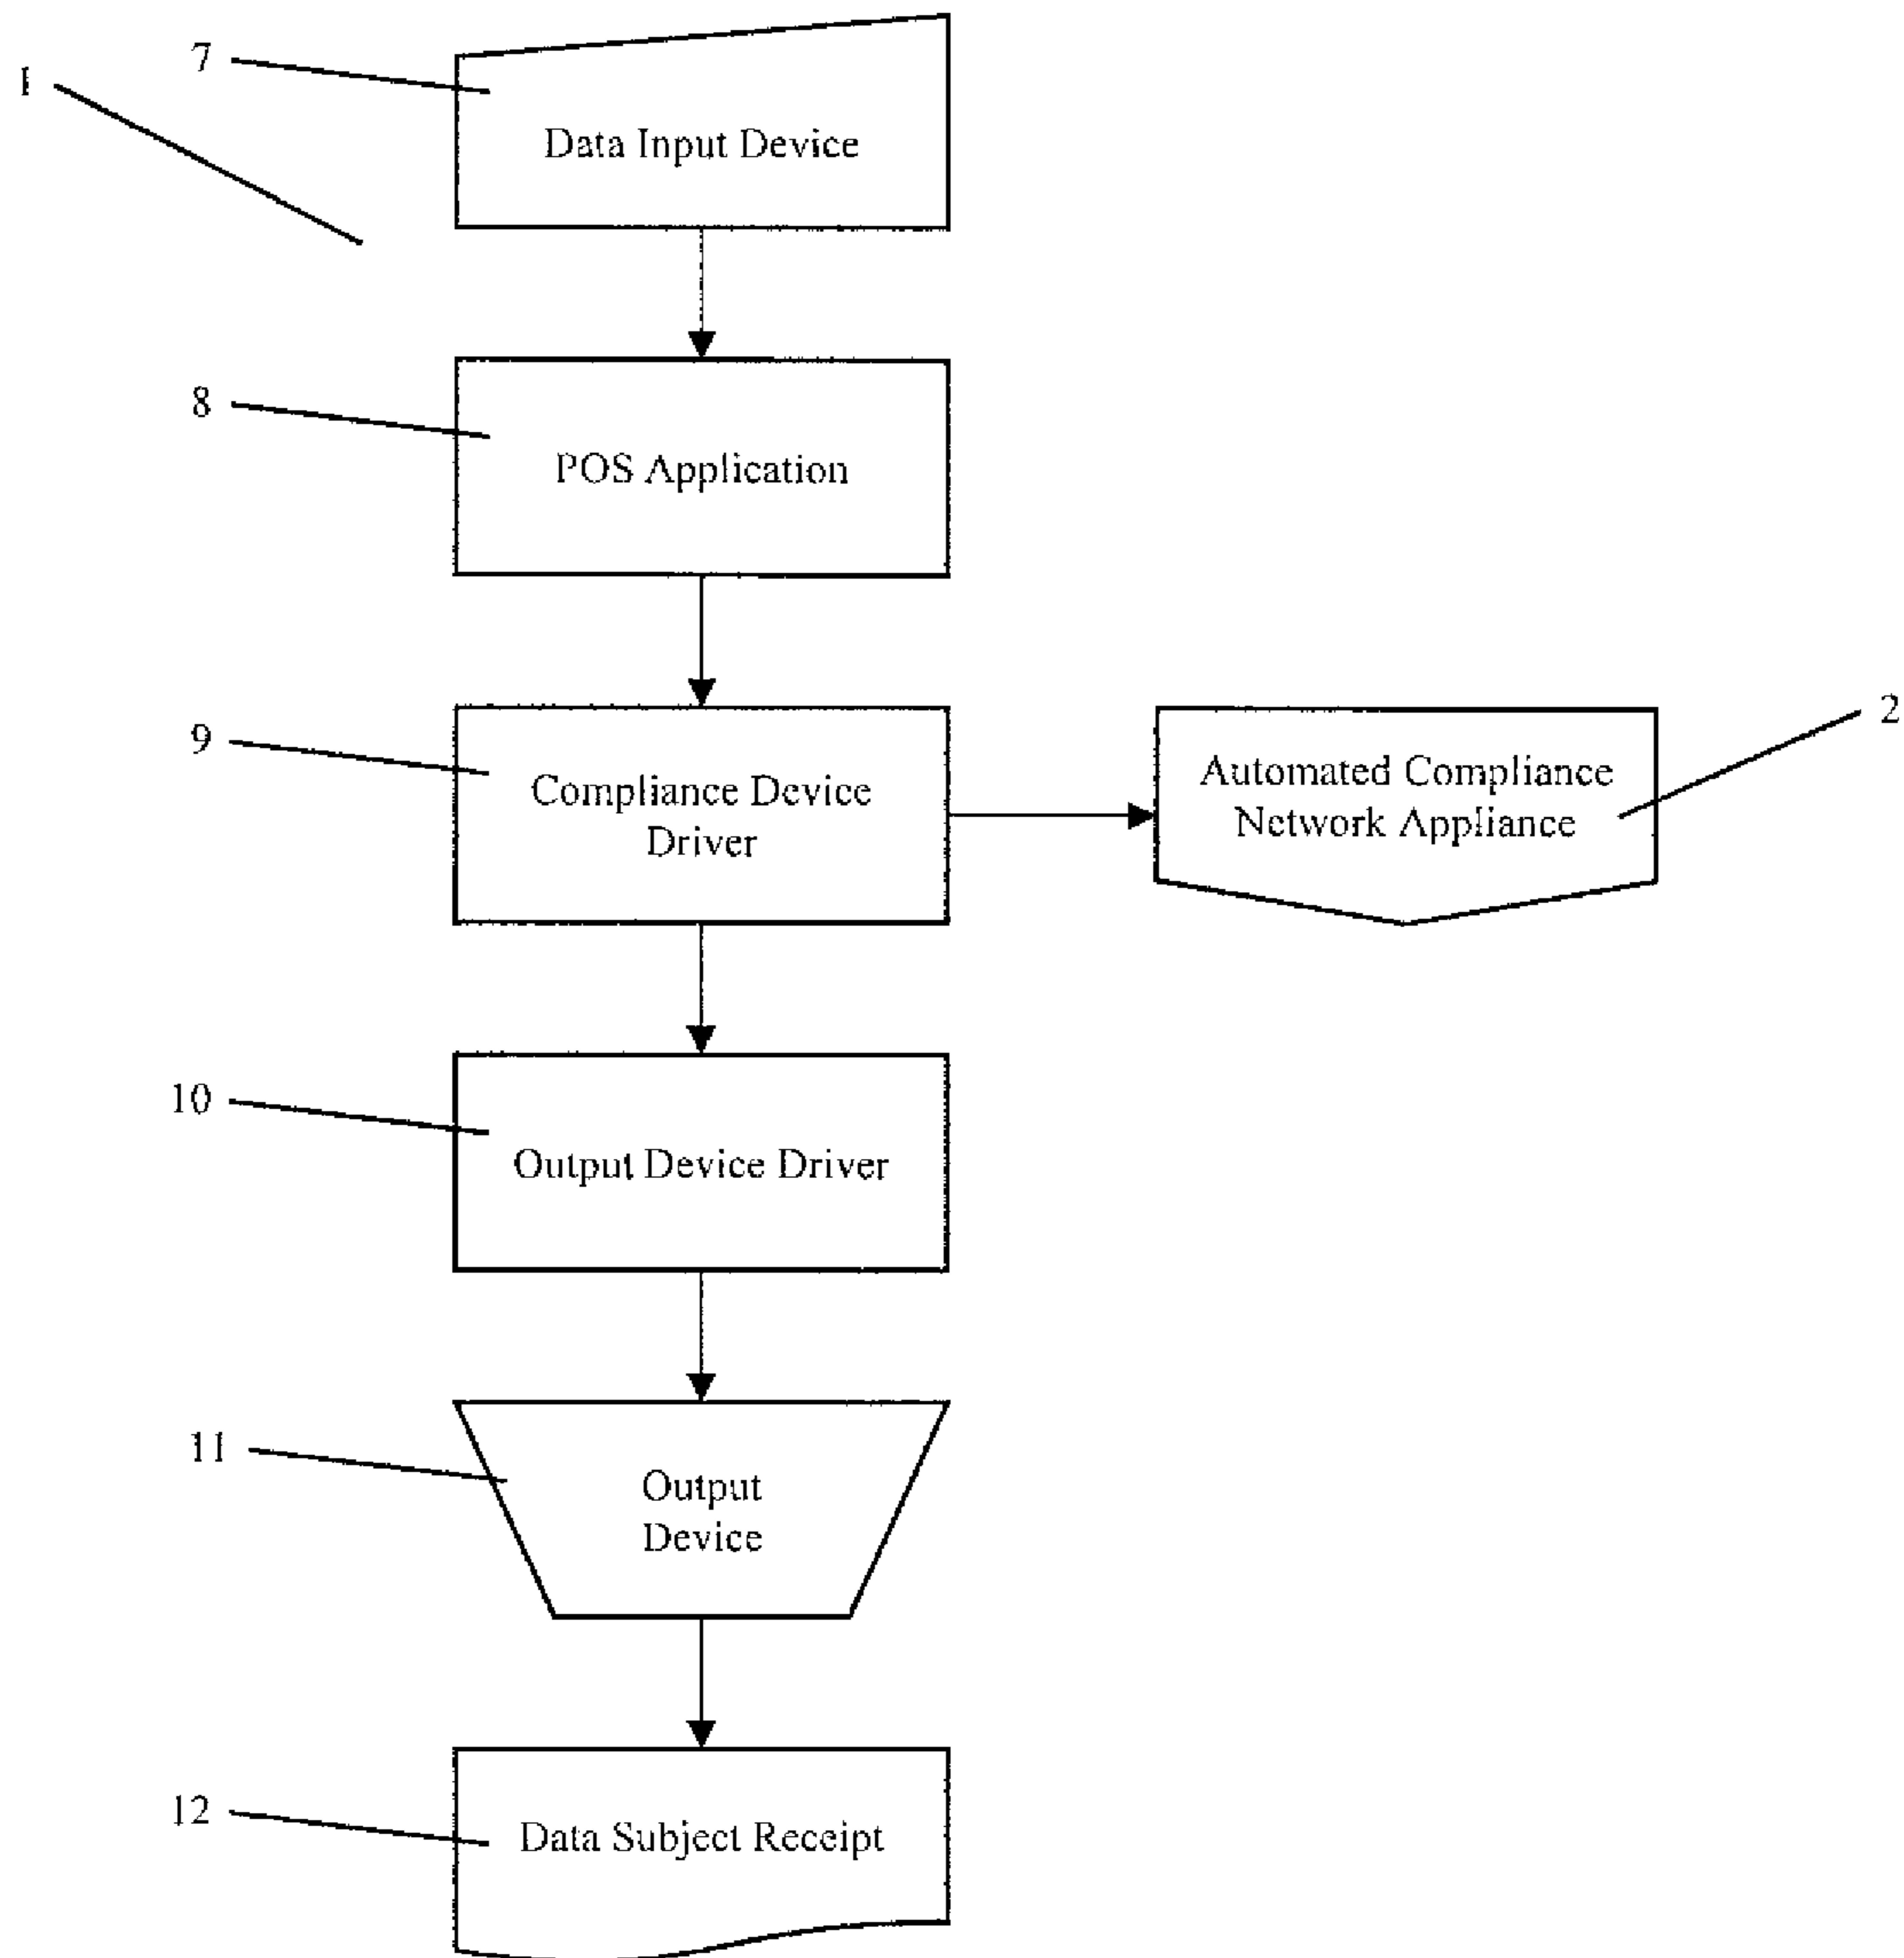 1
7
Data Input Device
8
POS Application
9
Compliance Device
Driver
Automated Compliance
Network Appliance
2
10
Output Device Driver
11
Output
Device
12
Data Subject Receipt